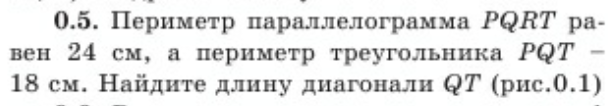 0.5. Периметр параллелограмма PQRT ра-
вен 24 см, а периметр треугольника PQT –
18 см. Найдите длину диагонали QT (рис.0.1)